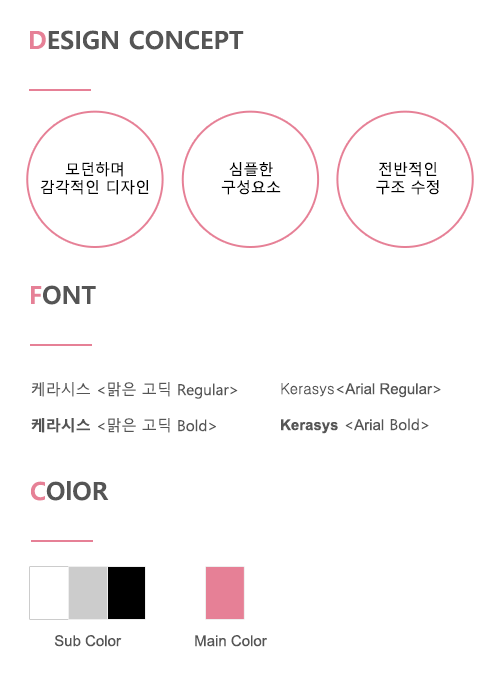 DESIGN CONCEPT
모던하며
감각적인 디자인
심플한
구성요소
전반적인
구조 수정
FONT
케라시스 <맑은 고딕 Regular>
Kerasys<Arial Regular>
케라시스 <맑은 고딕 Bold>
Kerasys <Arial Bold>
COlOR
Sub Color
Main Color